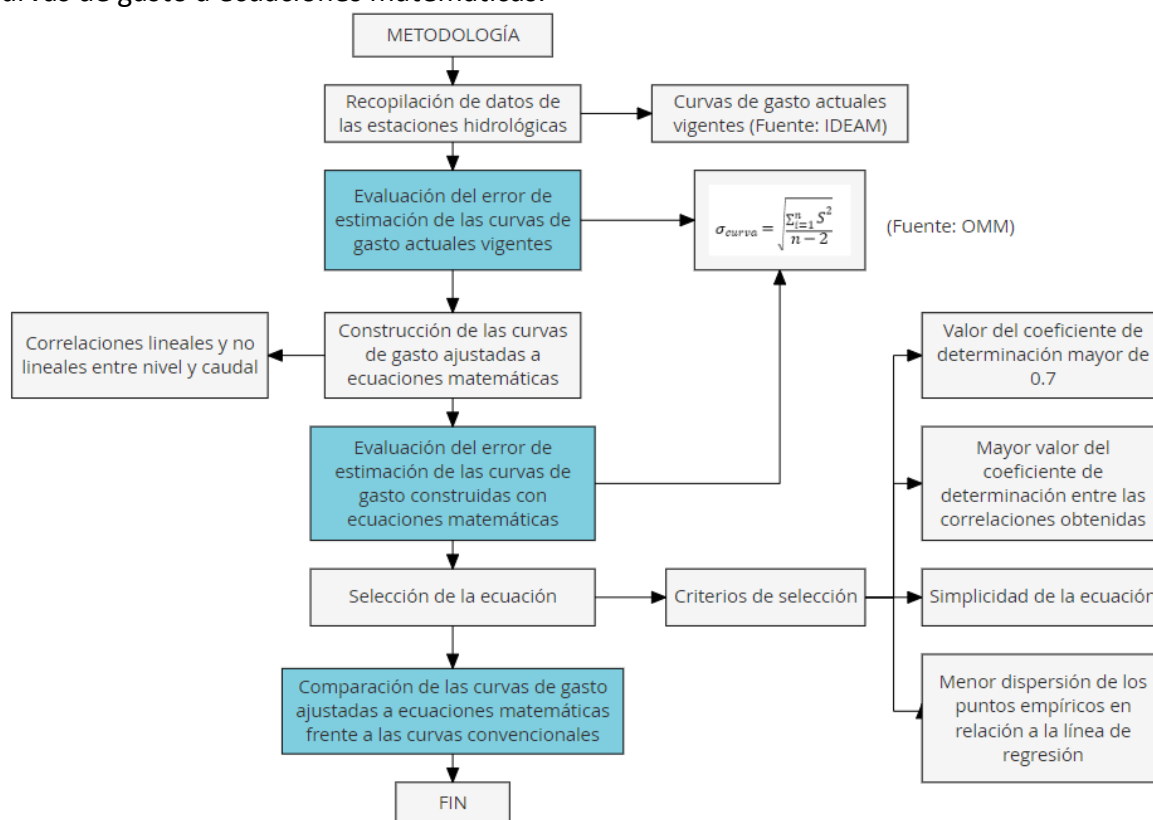 curvas de gasto a ecuaciones matemáticas.
METODOLOGÍA
Recopilación de datos de
las estaciones hidrológicas
Curvas de gasto actuales
vigentes (Fuente: IDEAM)
Evaluación del error de
estimación de las curvas de
gasto actuales vigentes
σ_curva = √(Σ_{i=1}^{n} S^2 / (n − 2))
(Fuente: OMM)
Construcción de las curvas
de gasto ajustadas a
ecuaciones matemáticas
Correlaciones lineales y no
lineales entre nivel y caudal
Evaluación del error de
estimación de las curvas de
gasto construidas con
ecuaciones matemáticas
Selección de la ecuación
Criterios de selección
Valor del coeficiente de
determinación mayor de
0.7
Mayor valor del
coeficiente de
determinación entre las
correlaciones obtenidas
Simplicidad de la ecuación
Menor dispersión de los
puntos empíricos en
relación a la línea de
regresión
Comparación de las curvas de gasto
ajustadas a ecuaciones matemáticas
frente a las curvas convencionales
FIN